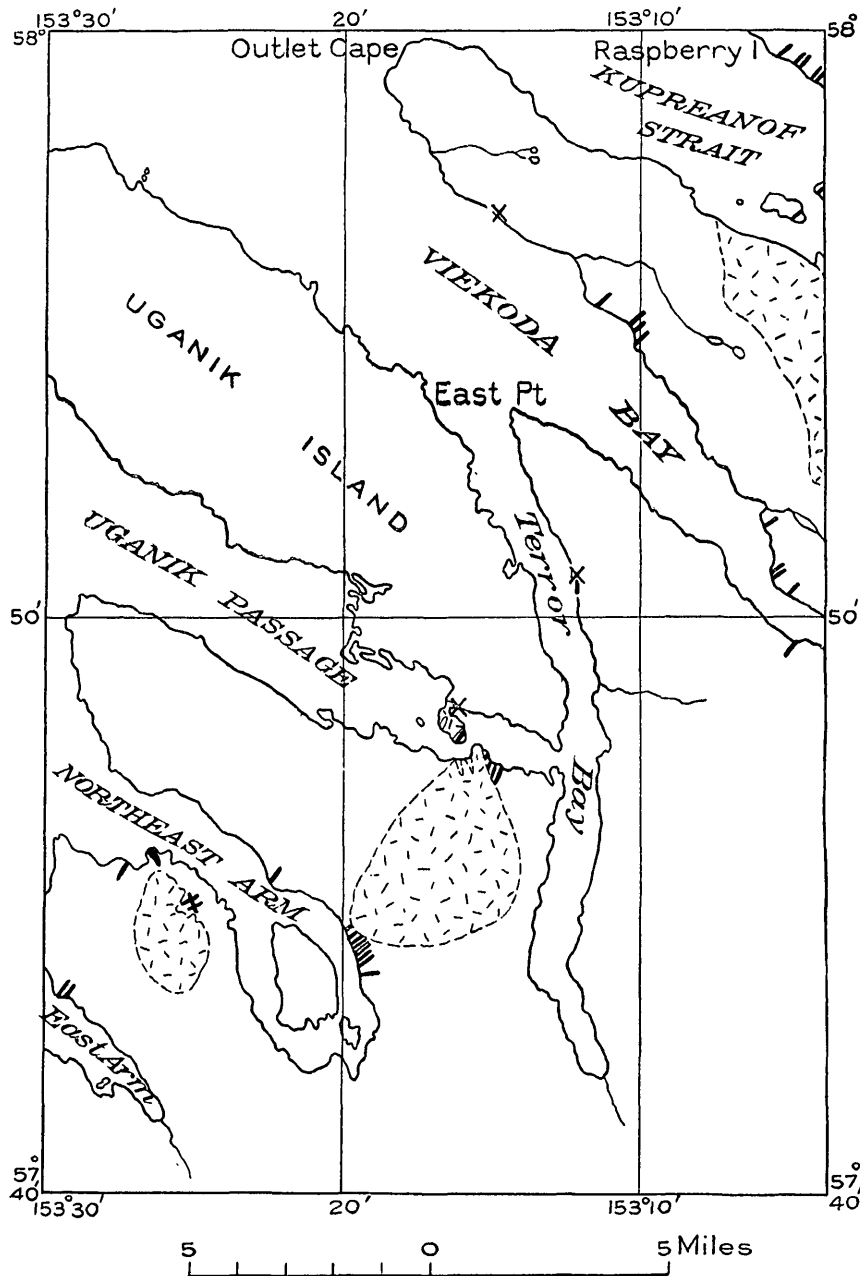 153°30' 20' 153°10'
58° 58°
Outlet Cape Raspberry I
KUPREANOF
STRAIT
VIEKODA
BAY
UGANIK
ISLAND
East Pt
Terror
Bay
UGANIK PASSAGE
50' 50'
NORTHEAST ARM
East Arm
57°
40'
57°
40'
153°30' 20' 153°10'
5 0 5 Miles